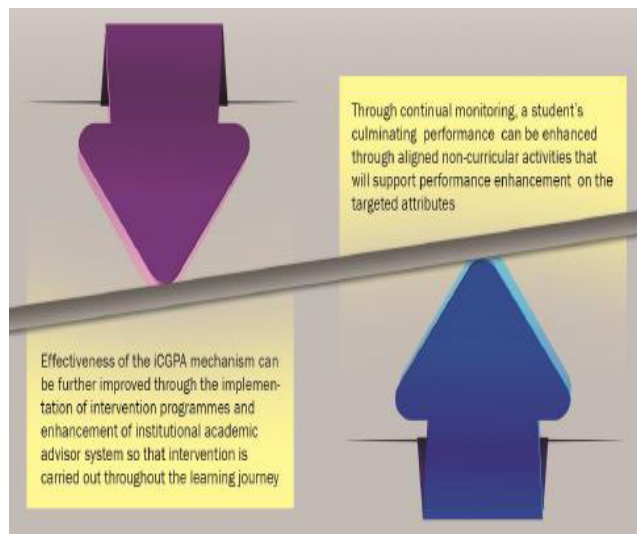 Through continual monitoring, a student's
culminating performance can be enhanced
through aligned non-curricular activities that
will support performance enhancement on the
targeted attributes
Effectiveness of the iCGPA mechanism can
be further improved through the implemen-
tation of intervention programmes and
enhancement of institutional academic
advisor system so that intervention is
carried out throughout the learning journey